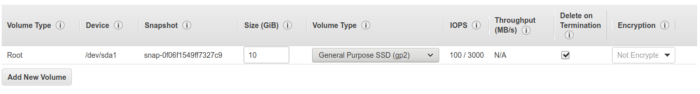 Volume Type Device Snapshot Size (GiB) Volume Type IOPS Throughput (MB/s) Delete on Termination Encryption
Root /dev/sda1 snap-0f06f1549ff7327c9 10 General Purpose SSD (gp2) 100 / 3000 N/A Not Encrypte
Add New Volume